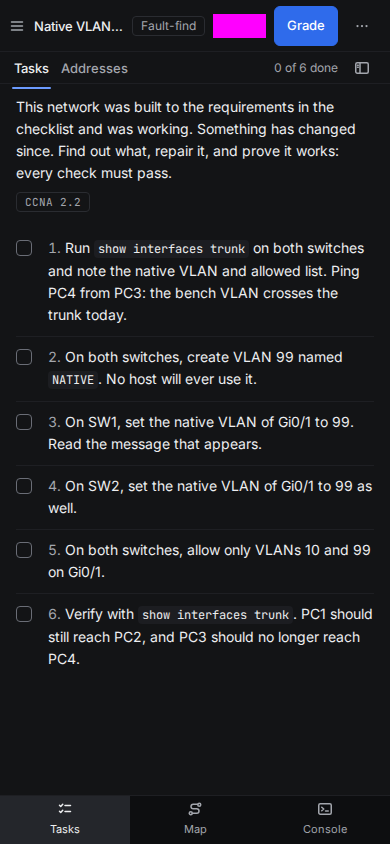 Native VLAN... Fault-find Grade
Tasks Addresses 0 of 6 done
This network was built to the requirements in the
checklist and was working. Something has changed
since. Find out what, repair it, and prove it works:
every check must pass.
CCNA 2.2
1. Run show interfaces trunk on both switches
and note the native VLAN and allowed list. Ping
PC4 from PC3: the bench VLAN crosses the
trunk today.
2. On both switches, create VLAN 99 named
NATIVE. No host will ever use it.
3. On SW1, set the native VLAN of Gi0/1 to 99.
Read the message that appears.
4. On SW2, set the native VLAN of Gi0/1 to 99 as
well.
5. On both switches, allow only VLANs 10 and 99
on Gi0/1.
6. Verify with show interfaces trunk. PC1 should
still reach PC2, and PC3 should no longer reach
PC4.
Tasks Map Console